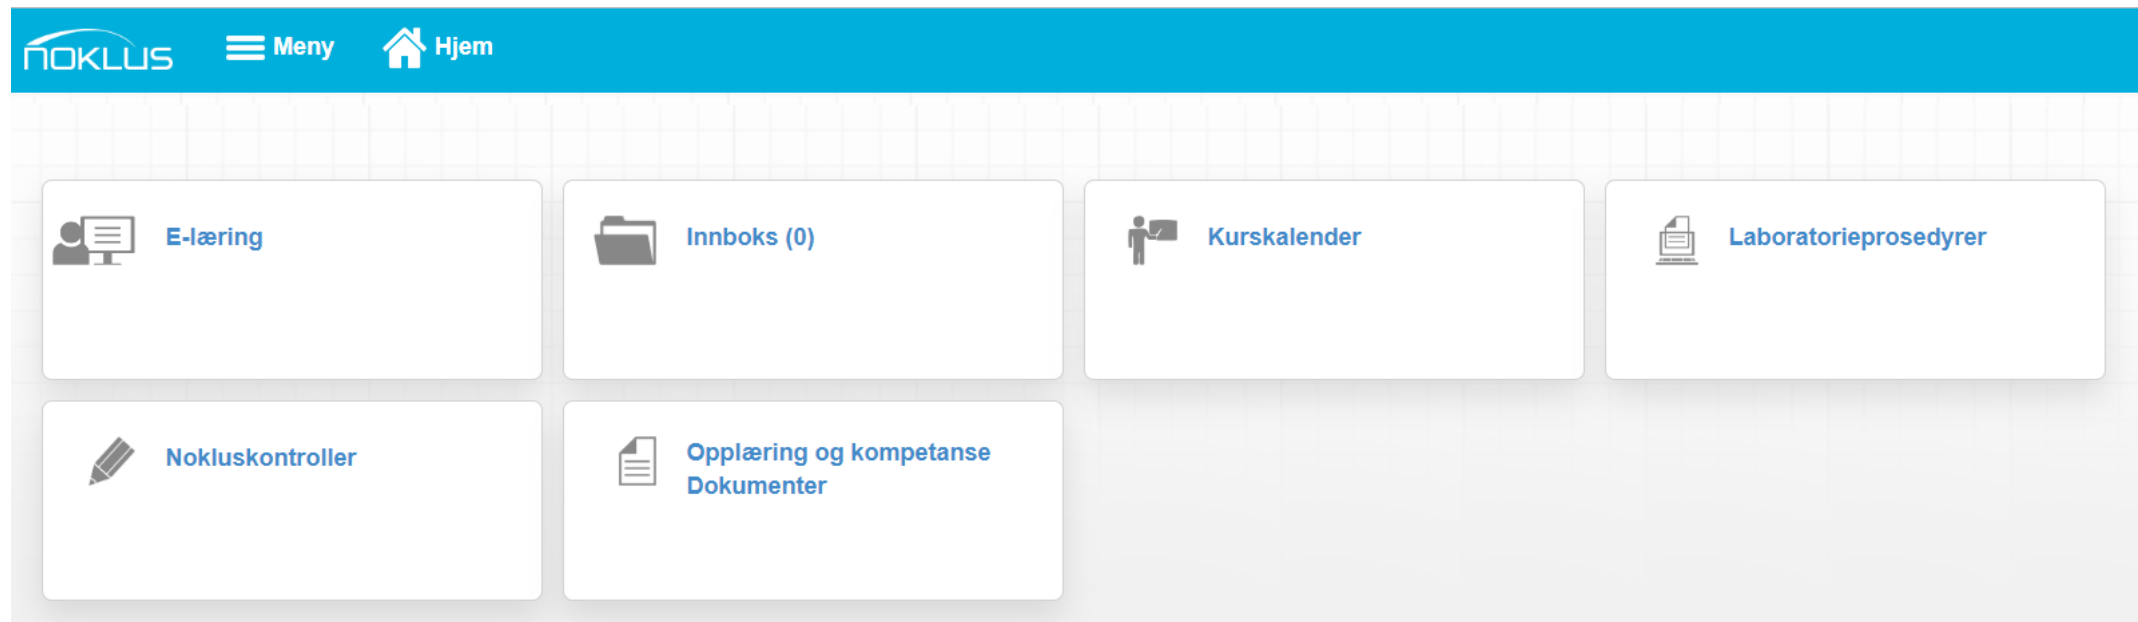 NOKLUS
Meny
Hjem
E-læring
Innboks (0)
Kurskalender
Laboratorieprosedyrer
Nokluskontroller
Opplæring og kompetanse
Dokumenter